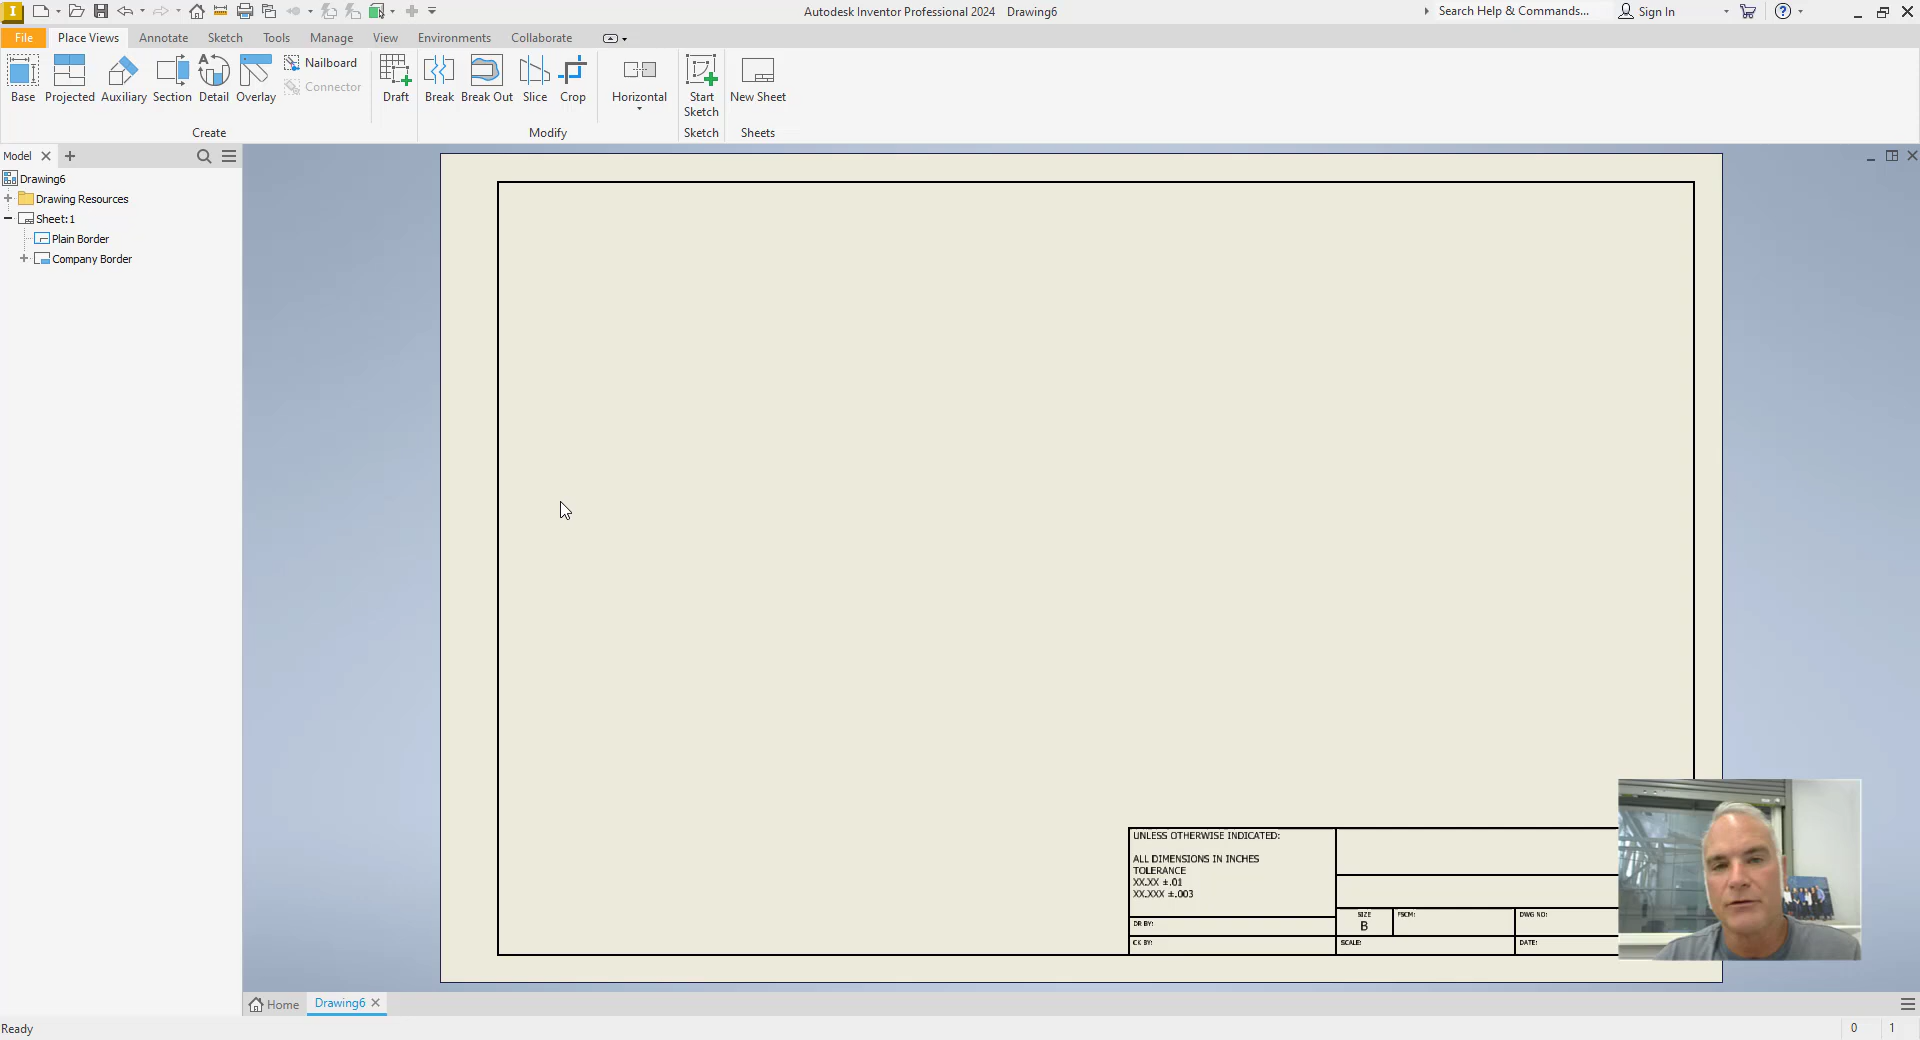 Autodesk Inventor Professional 2024 Drawing6
Search Help & Commands...
Sign In
File
Place Views
Annotate
Sketch
Tools
Manage
View
Environments
Collaborate
Base
Projected
Auxiliary
Section
Detail
Overlay
Nailboard
Connector
Draft
Break
Break Out
Slice
Crop
Horizontal
Start
Sketch
New Sheet
Create
Modify
Sketch
Sheets
Model
Drawing6
Drawing Resources
Sheet:1
Plain Border
Company Border
UNLESS OTHERWISE INDICATED:
ALL DIMENSIONS IN INCHES
TOLERANCE
XX.XX ±.01
XX.XXX ±.003
DR BY:
CK BY:
SIZE
B
FSCM:
DWG NO:
SCALE:
DATE:
Home
Drawing6
Ready
0
1